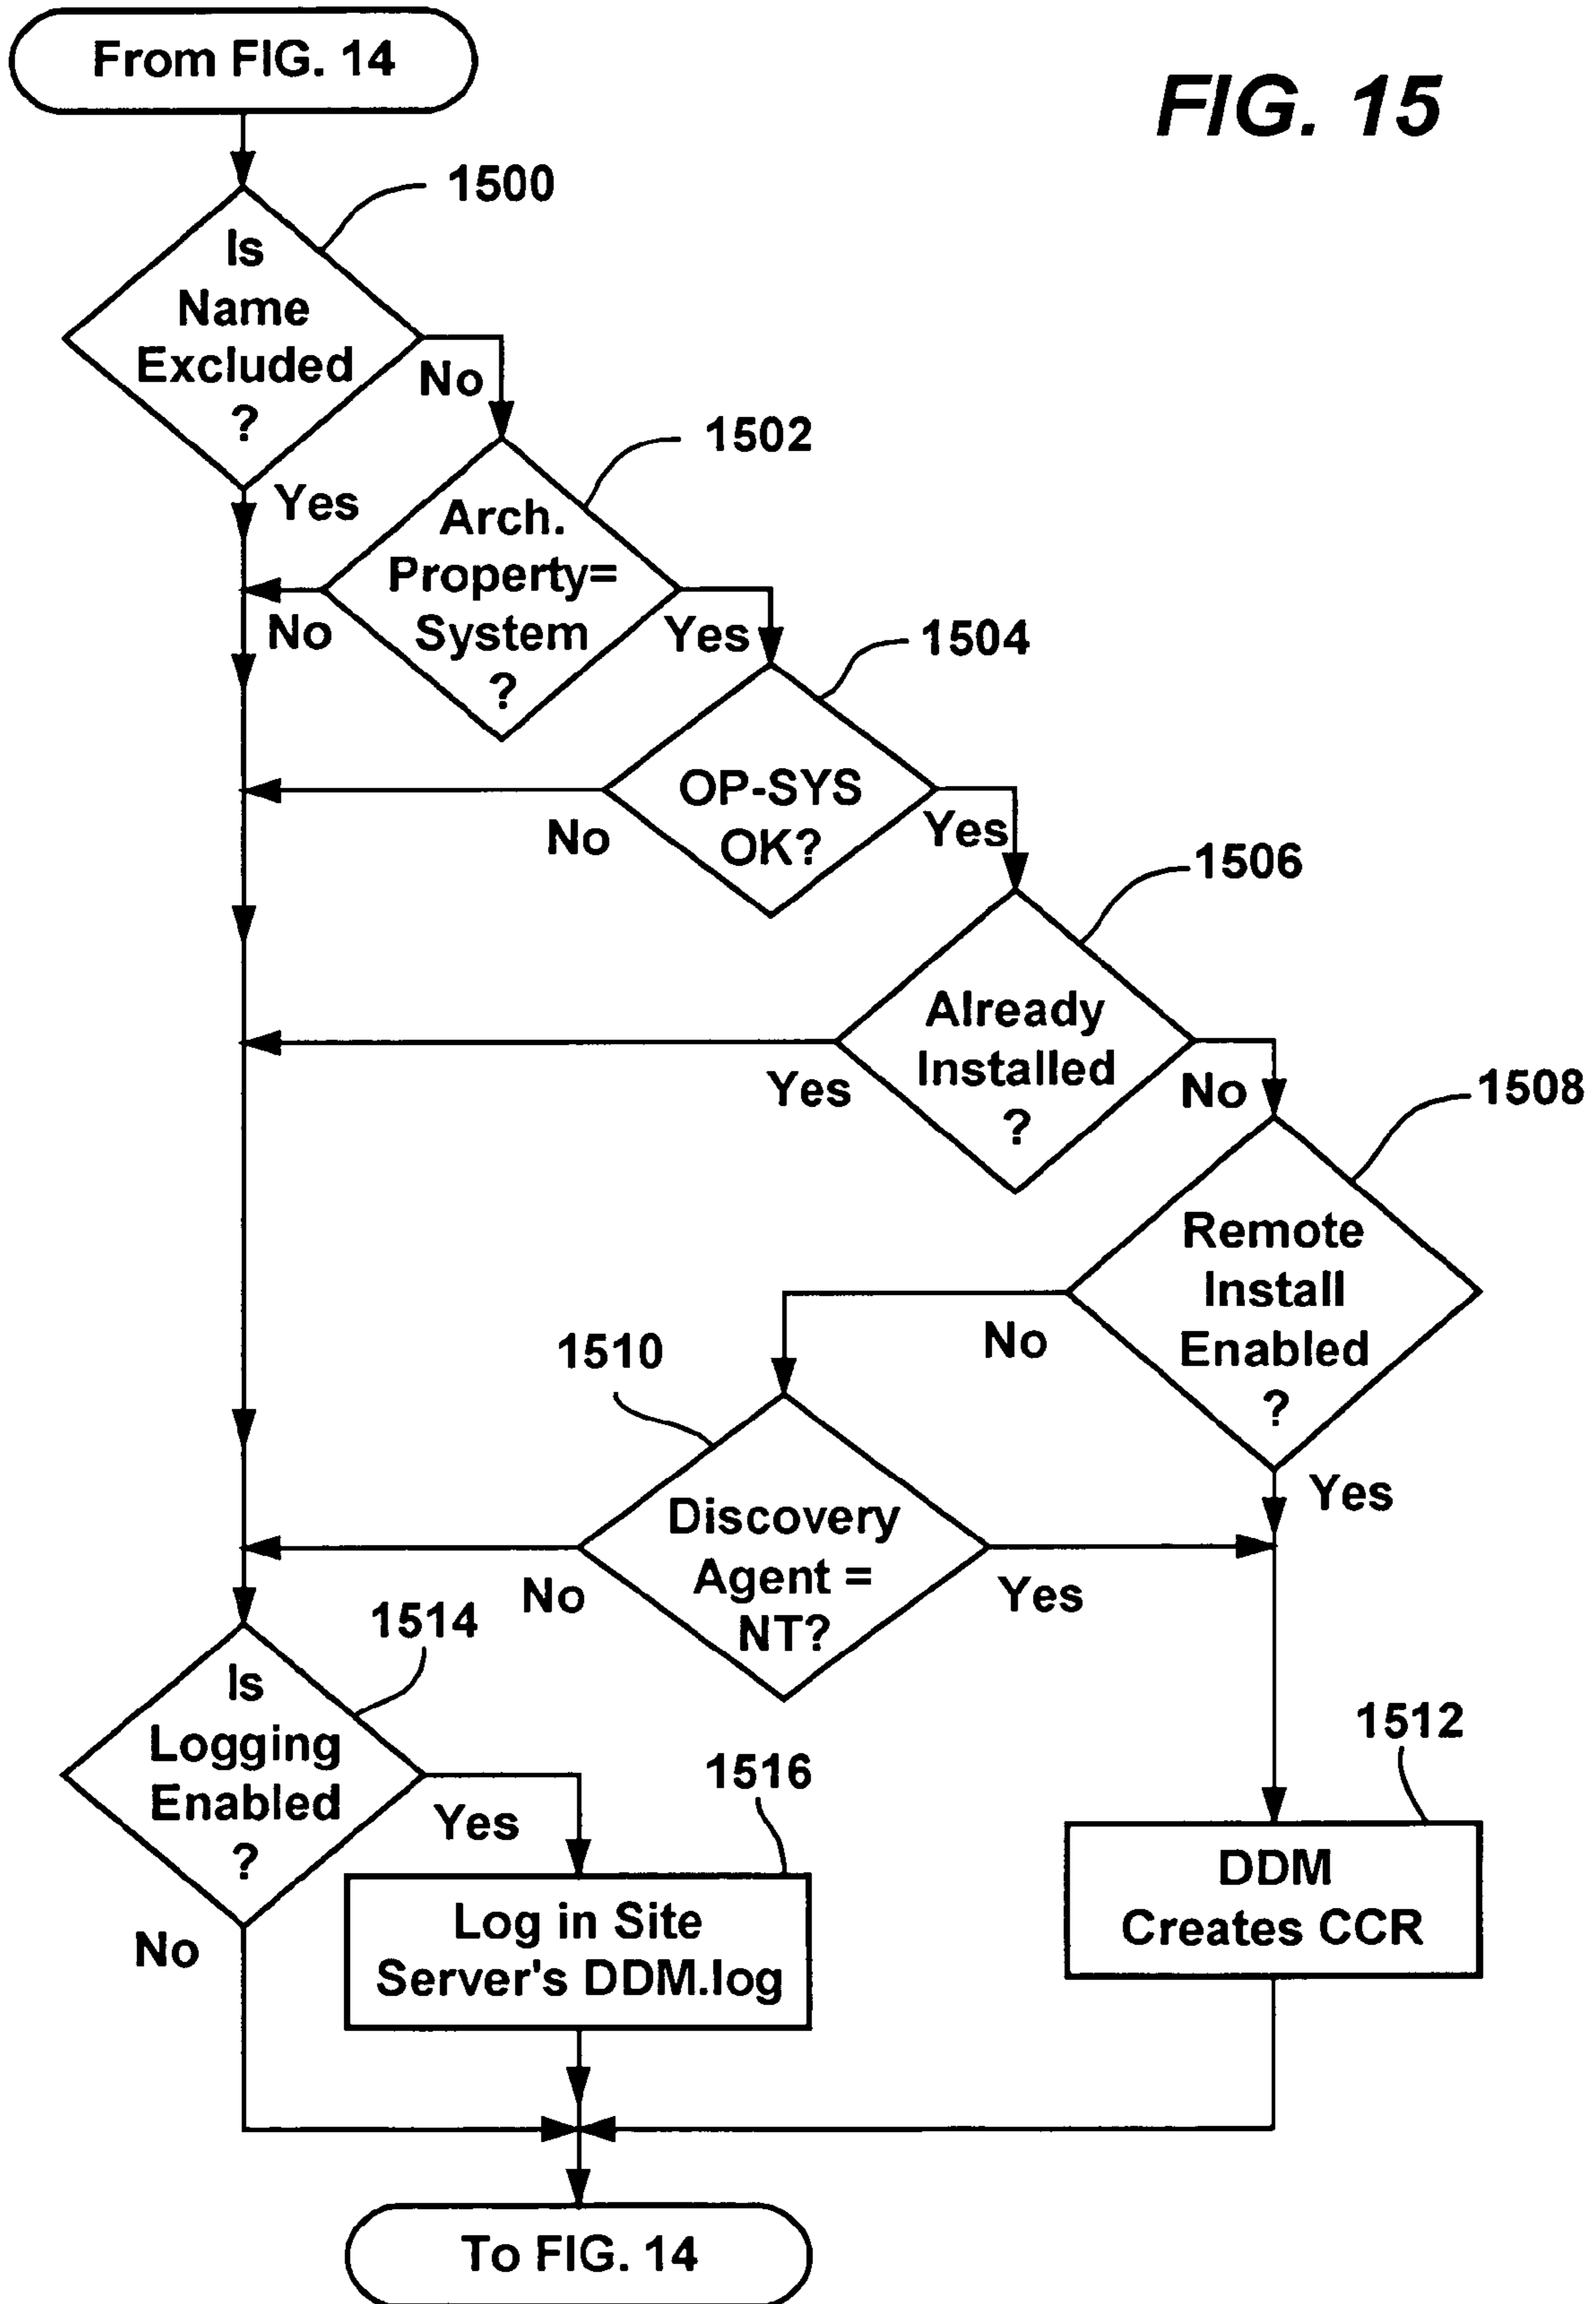 From FIG. 14
FIG. 15
1500
Is
Name
Excluded
?
No
Yes
1502
Arch.
Property=
System
?
No
Yes
1504
OP-SYS
OK?
No
Yes
1506
Already
Installed
?
Yes
No
1508
Remote
Install
Enabled
?
No
Yes
1510
Discovery
Agent =
NT?
No
Yes
1514
Is
Logging
Enabled
?
Yes
No
1516
Log in Site
Server's DDM.log
1512
DDM
Creates CCR
To FIG. 14